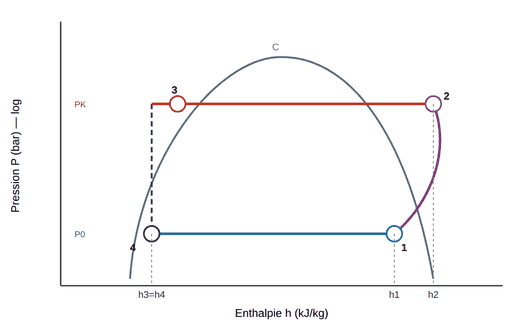 C
3
2
PK
Pression P (bar) — log
P0
4
1
h3=h4
h1
h2
Enthalpie h (kJ/kg)